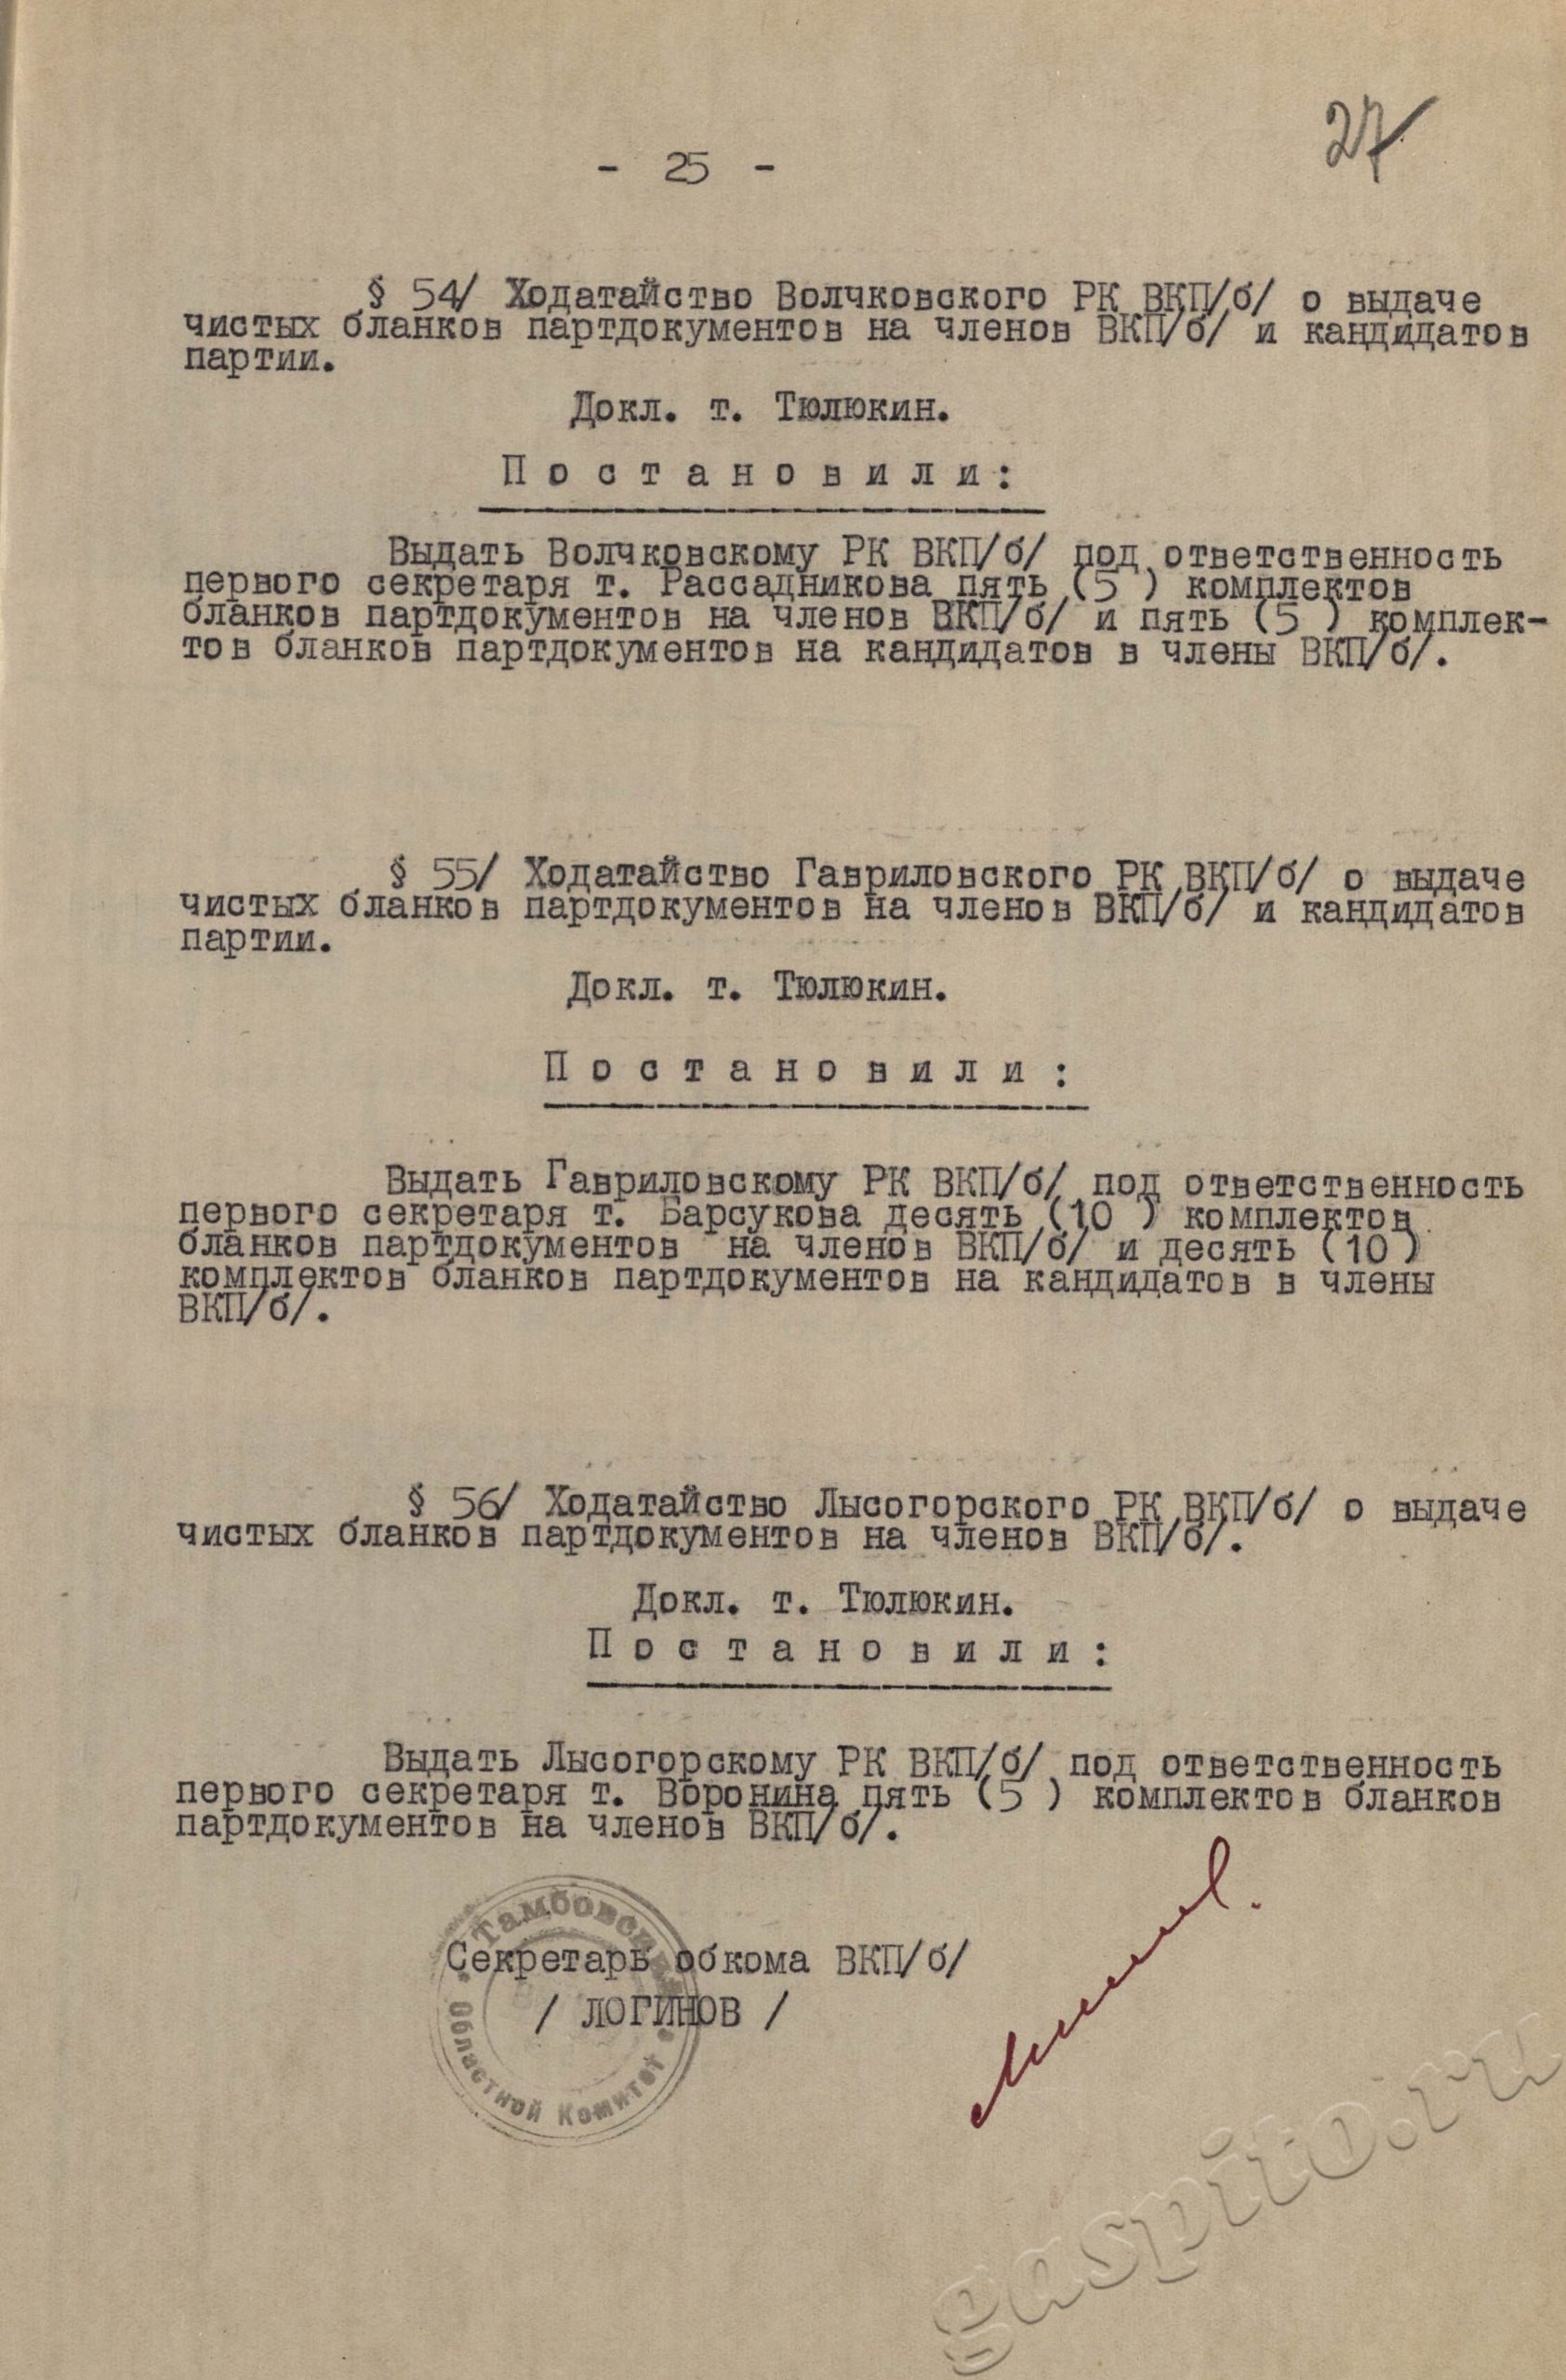 27
- 25 -
§ 54/ Ходатайство Волчковского РК ВКП/б/ о выдаче
чистых бланков партдокументов на членов ВКП/б/ и кандидатов
партии.
Докл. т. Тюлюкин.
П о с т а н о в и л и :
Выдать Волчковскому РК ВКП/б/ под ответственность
первого секретаря т. Рассадникова пять (5 ) комплектов
бланков партдокументов на членов ВКП/б/ и пять (5 ) комплек-
тов бланков партдокументов на кандидатов в члены ВКП/б/.
§ 55/ Ходатайство Гавриловского РК ВКП/б/ о выдаче
чистых бланков партдокументов на членов ВКП/б/ и кандидатов
партии.
Докл. т. Тюлюкин.
П о с т а н о в и л и :
Выдать Гавриловскому РК ВКП/б/ под ответственность
первого секретаря т. Барсукова десять (10 ) комплектов
бланков партдокументов на членов ВКП/б/ и десять (10 )
комплектов бланков партдокументов на кандидатов в члены
ВКП/б/.
§ 56/ Ходатайство Лысогорского РК ВКП/б/ о выдаче
чистых бланков партдокументов на членов ВКП/б/.
Докл. т. Тюлюкин.
П о с т а н о в и л и :
Выдать Лысогорскому РК ВКП/б/ под ответственность
первого секретаря т. Воронина пять (5 ) комплектов бланков
партдокументов на членов ВКП/б/.
Секретарь обкома ВКП/б/
/ ЛОГИНОВ /
Тамбовский
Областной Комитет
gaspito.ru